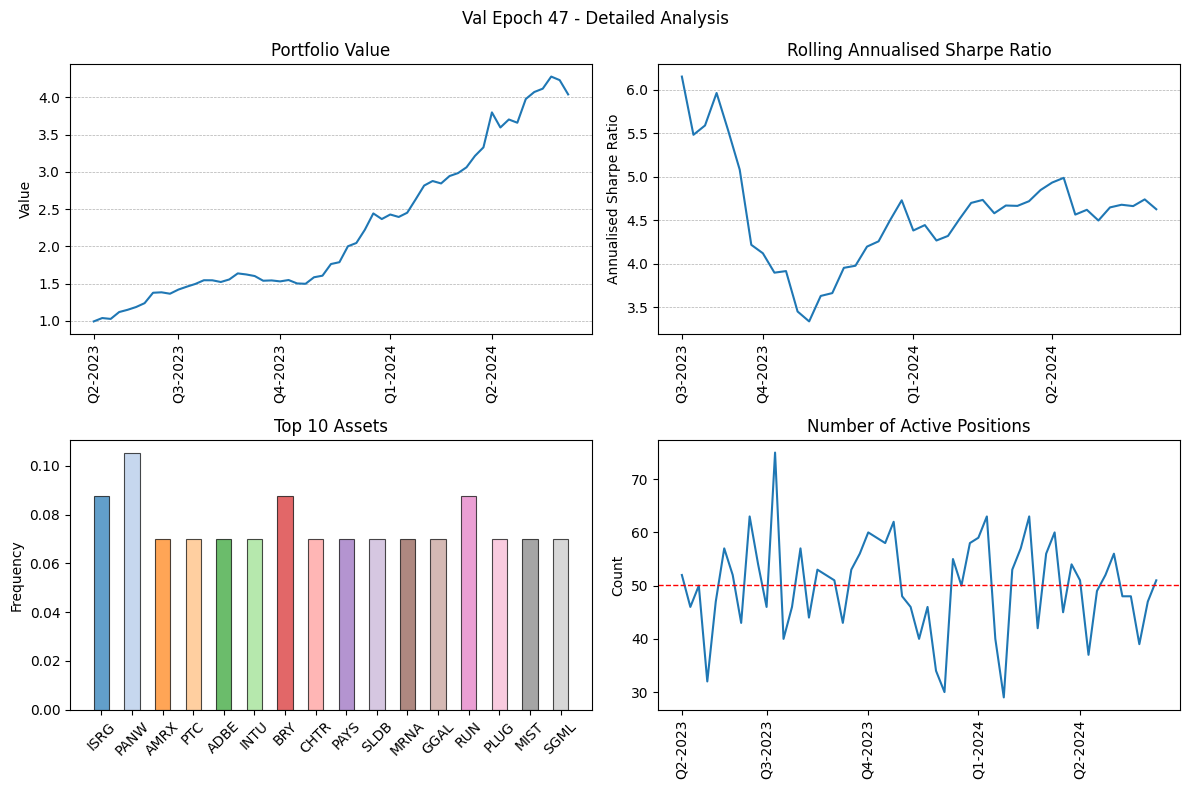 Val Epoch 47 - Detailed Analysis
Portfolio Value
Value
4.0
3.5
3.0
2.5
2.0
1.5
1.0
Q2-2023
Q3-2023
Q4-2023
Q1-2024
Q2-2024
Rolling Annualised Sharpe Ratio
Annualised Sharpe Ratio
6.0
5.5
5.0
4.5
4.0
3.5
Q3-2023
Q4-2023
Q1-2024
Q2-2024
Top 10 Assets
Frequency
0.10
0.08
0.06
0.04
0.02
0.00
ISRG
PANW
AMRX
PTC
ADBE
INTU
BRY
CHTR
PAYS
SLDB
MRNA
GGAL
RUN
PLUG
MIST
SGML
Number of Active Positions
Count
70
60
50
40
30
Q2-2023
Q3-2023
Q4-2023
Q1-2024
Q2-2024